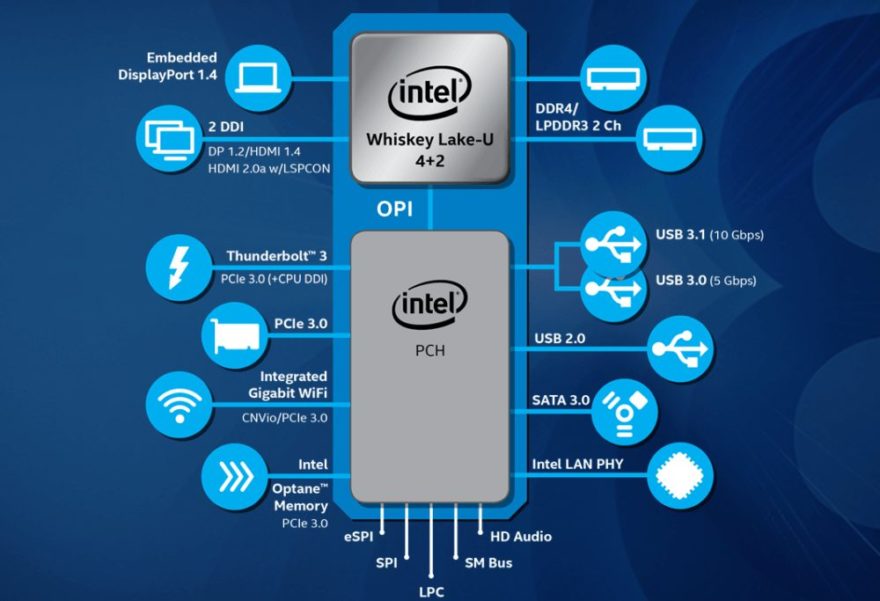 Embedded
DisplayPort 1.4
2 DDI
DP 1.2/HDMI 1.4
HDMI 2.0a w/LSPCON
intel
Whiskey Lake-U
4+2
DDR4/
LPDDR3 2 Ch
OPI
Thunderbolt™ 3
PCIe 3.0 (+CPU DDI)
PCIe 3.0
Integrated
Gigabit WiFi
CNVio/PCIe 3.0
Intel
Optane™
Memory
PCIe 3.0
intel
PCH
USB 3.1 (10 Gbps)
USB 3.0 (5 Gbps)
USB 2.0
SATA 3.0
Intel LAN PHY
eSPI
SPI
LPC
SM Bus
HD Audio